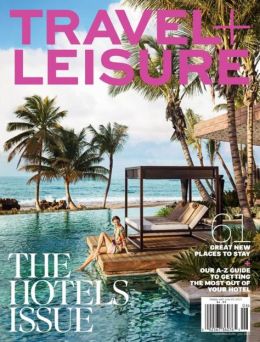 TRAVEL+
LEISURE
61
GREAT NEW
PLACES TO STAY
THE
HOTELS
ISSUE
OUR A-Z GUIDE
TO GETTING
THE MOST OUT OF
YOUR HOTEL